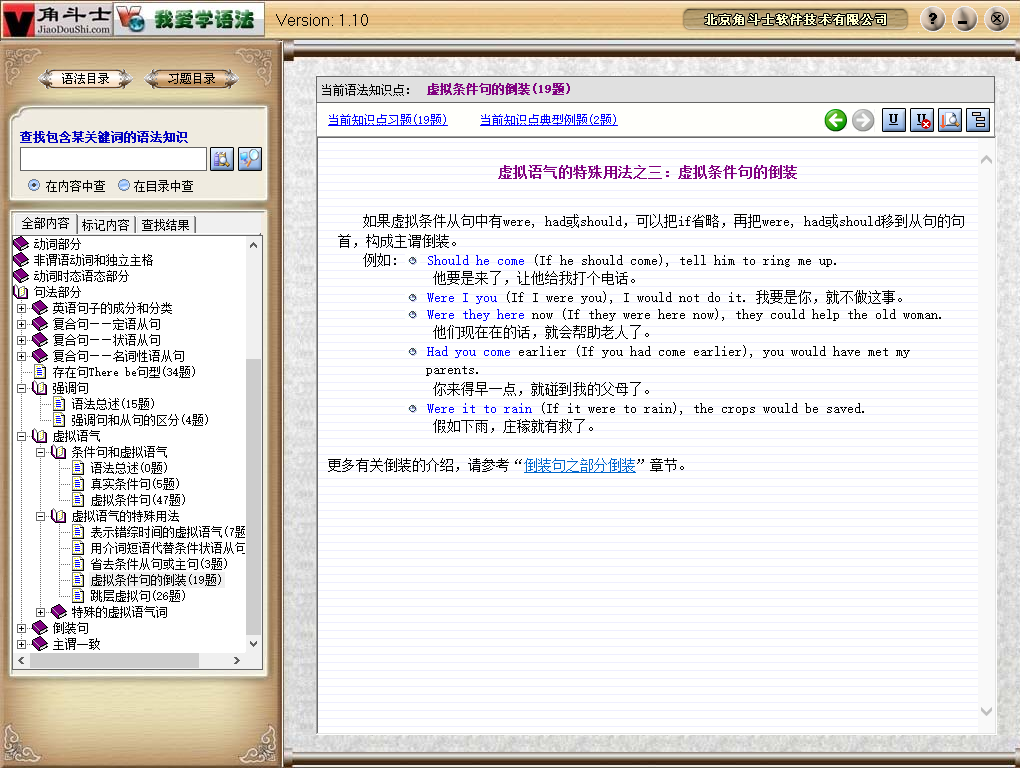 角斗士
JiaoDouShi.com
我爱学语法
Version: 1.10
北京角斗士软件技术有限公司
语法目录
习题目录
查找包含某关键词的语法知识
在内容中查
在目录中查
全部内容
标记内容
查找结果
动词部分
非谓语动词和独立主格
动词时态语态部分
句法部分
英语句子的成分和分类
复合句——定语从句
复合句——状语从句
复合句——名词性语从句
存在句There be句型(34题)
强调句
语法总述(15题)
强调句和从句的区分(4题)
虚拟语气
条件句和虚拟语气
语法总述(0题)
真实条件句(5题)
虚拟条件句(47题)
虚拟语气的特殊用法
表示错综时间的虚拟语气(7题
用介词短语代替条件状语从句
省去条件从句或主句(3题)
虚拟条件句的倒装(19题)
跳层虚拟句(26题)
特殊的虚拟语气词
倒装句
主谓一致
当前语法知识点： 虚拟条件句的倒装(19题)
当前知识点习题(19题)
当前知识点典型例题(2题)
U
U
虚拟语气的特殊用法之三：虚拟条件句的倒装
如果虚拟条件从句中有were, had或should，可以把if省略，再把were, had或should移到从句的句
首，构成主谓倒装。
例如： Should he come (If he should come), tell him to ring me up.
他要是来了，让他给我打个电话。
Were I you (If I were you), I would not do it. 我要是你，就不做这事。
Were they here now (If they were here now), they could help the old woman.
他们现在在的话，就会帮助老人了。
Had you come earlier (If you had come earlier), you would have met my
parents.
你来得早一点，就碰到我的父母了。
Were it to rain (If it were to rain), the crops would be saved.
假如下雨，庄稼就有救了。
更多有关倒装的介绍，请参考“倒装句之部分倒装”章节。